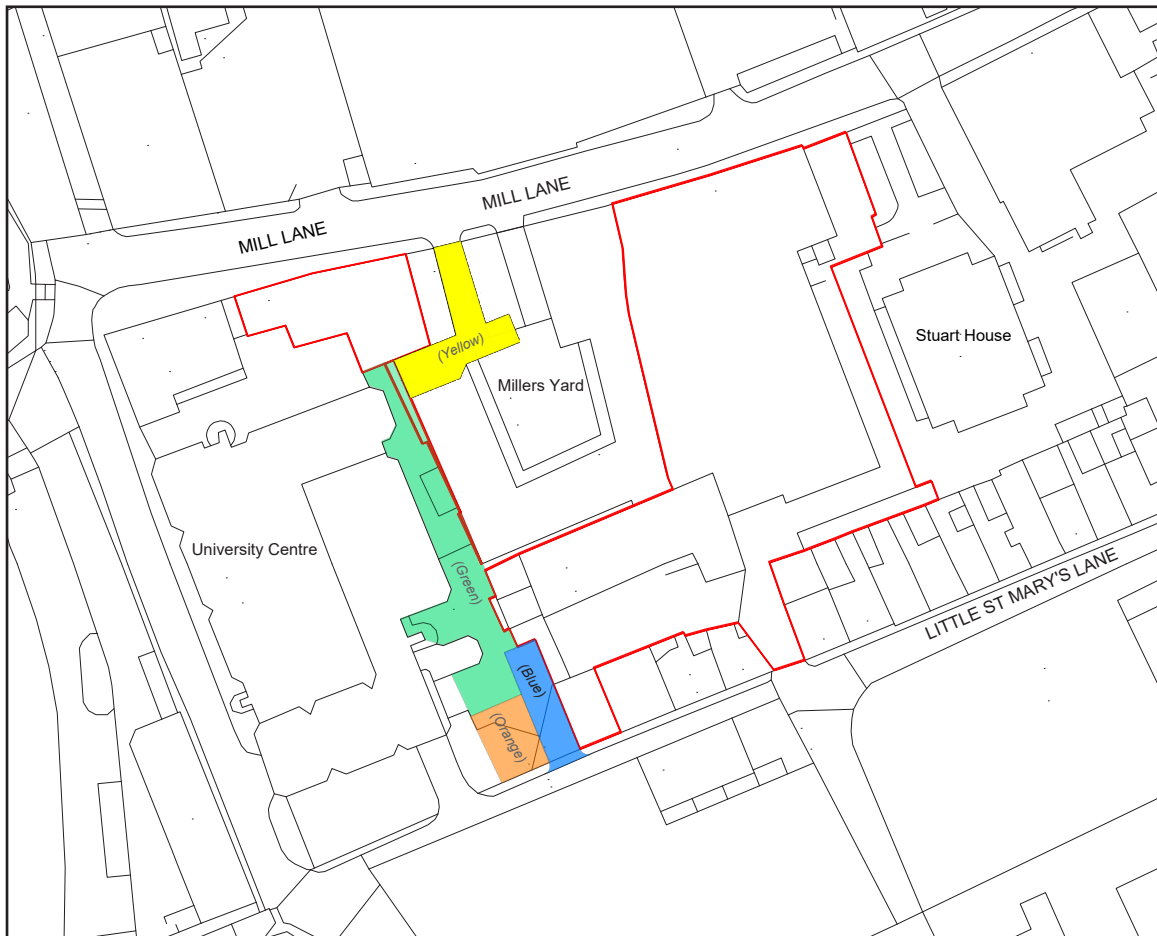 MILL LANE
MILL LANE
Stuart House
(Yellow)
Millers Yard
University Centre
(Green)
LITTLE ST MARY'S LANE
(Blue)
(Orange)